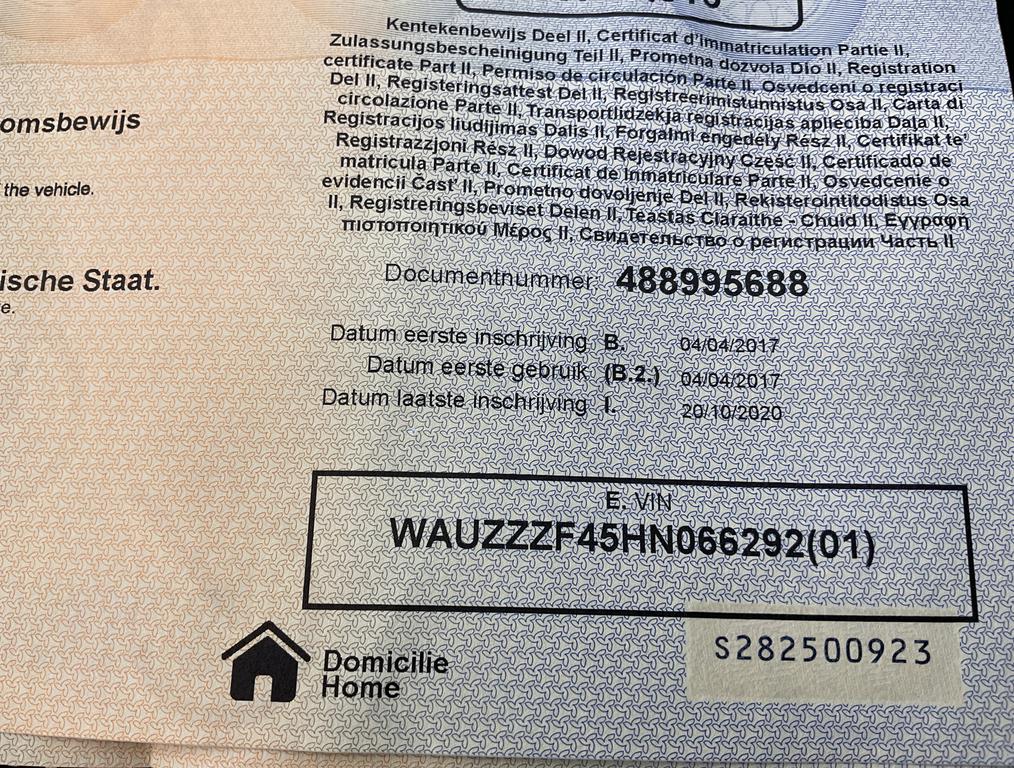 Kentekenbewijs Deel II, Certificat d'immatriculation Partie II,
Zulassungsbescheinigung Teil II, Prometna dozvola Dio II, Registration
certificate Part II, Permiso de circulación Parte II, Osvedceni o registraci
Del II, Registeringsattest Del II, Registreerimistunnistus Osa II, Carta di
circolazione Parte II, Transportlidzekja registracijas aplieciba Daļa II,
Registracijos liudijimas Dalis II, Forgalmi engedély Rész II, Certifikat te'
Registrazzjoni Rész II, Dowod Rejestracyjny Cześć II, Certificado de
matricula Parte II, Certificat de Inmatriculare Parte II, Osvedcenie o
evidencii Čast' II, Prometno dovoljenje Del II, Rekisterointitodistus Osa
II, Registreringsbeviset Delen II, Teastas Claraithe - Chuid II, Εγγραφή
πιστοποιητικού Μέρος II, Свидетельство о регистрации Часть II
omsbewijs
the vehicle.
ische Staat.
e.
Documentnummer: 488995688
Datum eerste inschrijving B. 04/04/2017
Datum eerste gebruik (B.2.) 04/04/2017
Datum laatste inschrijving I. 20/10/2020
E. VIN
WAUZZZF45HN066292(01)
Domicilie
Home
S282500923